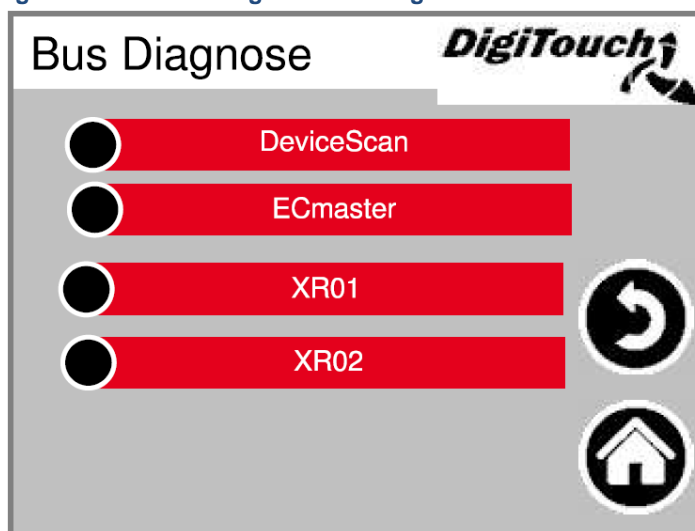 Bus Diagnose
DigiTouch
DeviceScan
ECmaster
XR01
XR02